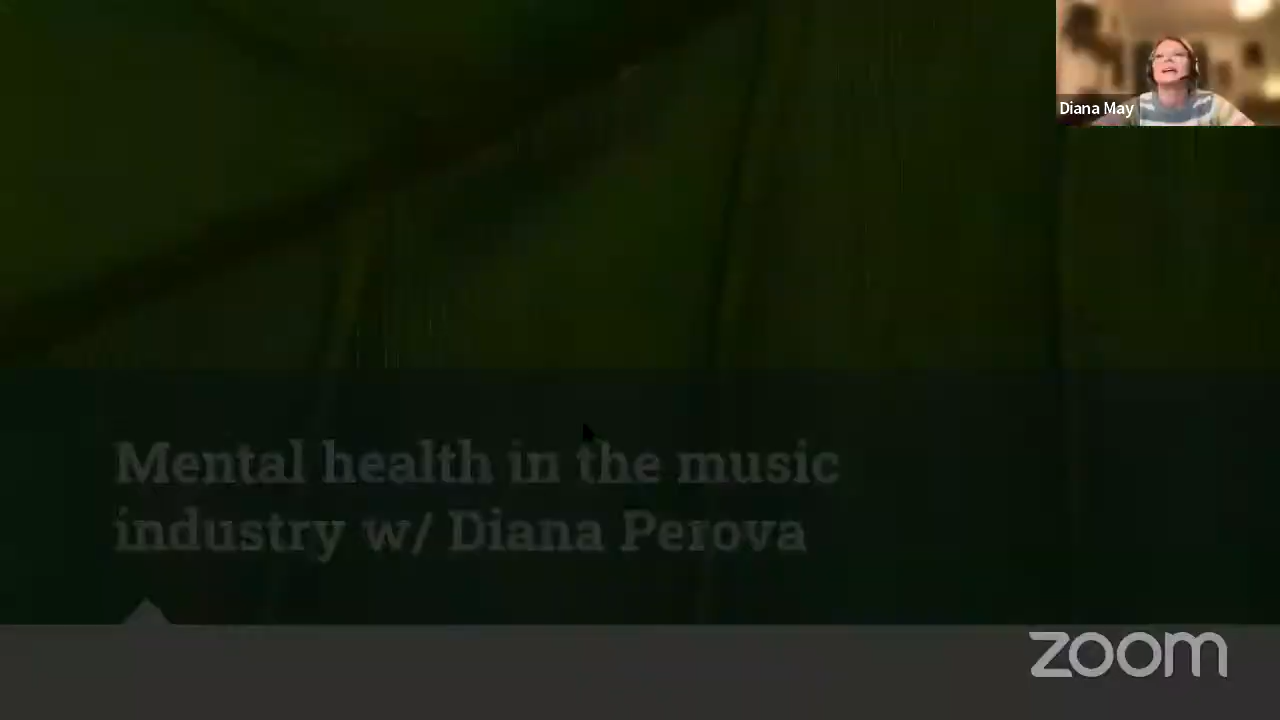 Diana May
Mental health in the music
industry w/ Diana Perova
zoom